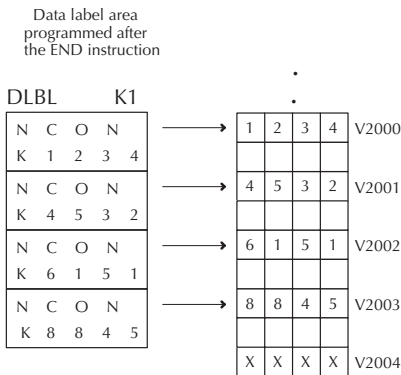 Data label area
programmed after
the END instruction
DLBL K1
N C O N
K 1 2 3 4
N C O N
K 4 5 3 2
N C O N
K 6 1 5 1
N C O N
K 8 8 4 5
1 2 3 4 V2000
4 5 3 2 V2001
6 1 5 1 V2002
8 8 4 5 V2003
X X X X V2004